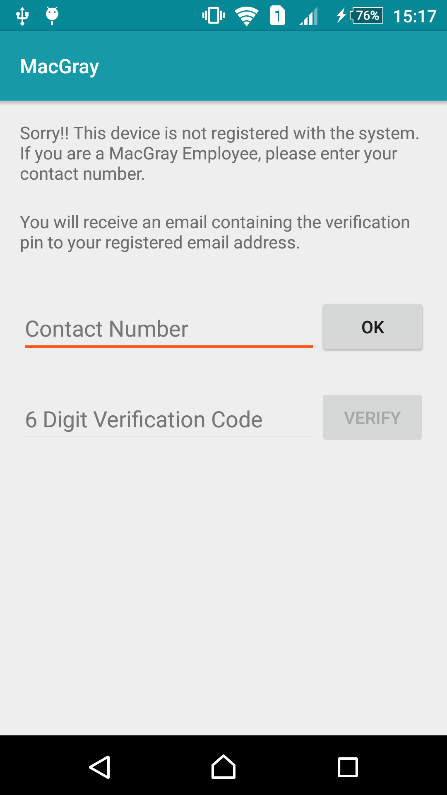 1 76% 15:17
MacGray
Sorry!! This device is not registered with the system.
If you are a MacGray Employee, please enter your
contact number.
You will receive an email containing the verification
pin to your registered email address.
Contact Number OK
6 Digit Verification Code VERIFY